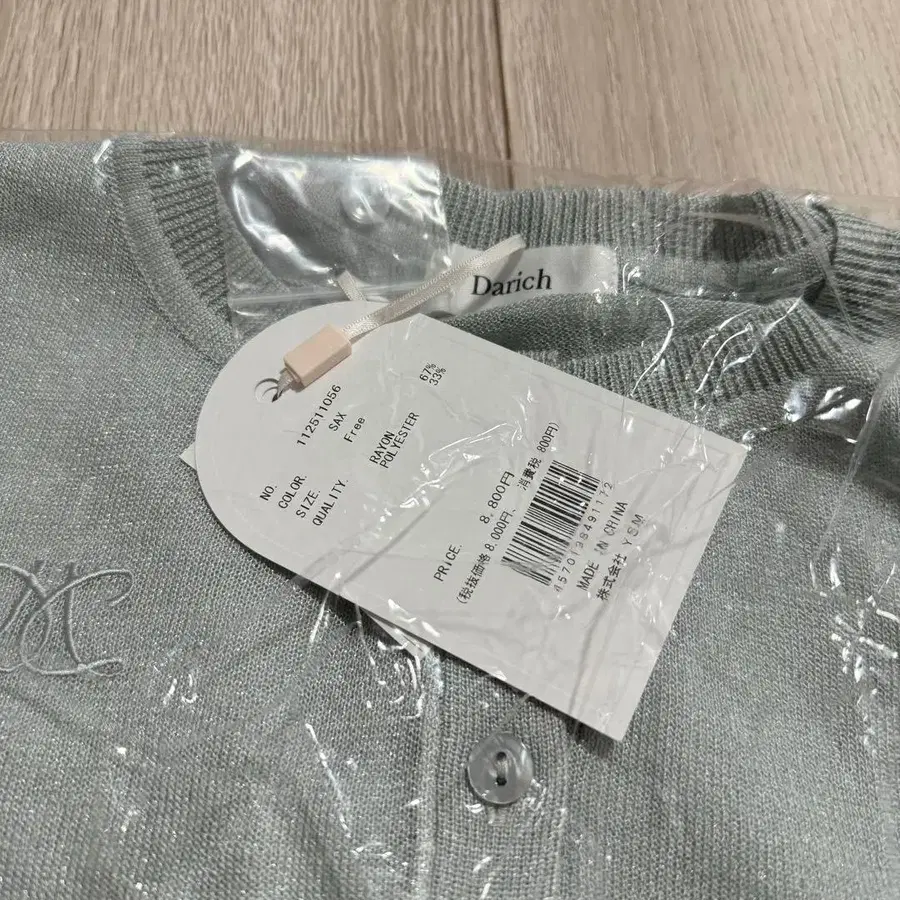 Darich
NO. 112511056
COLOR. SAX
SIZE. Free
QUALITY. RAYON 67%
POLYESTER 33%
PRICE. 8,800円
(税抜価格 8,000円、消費税 800円)
MADE IN CHINA
株式会社 YSM